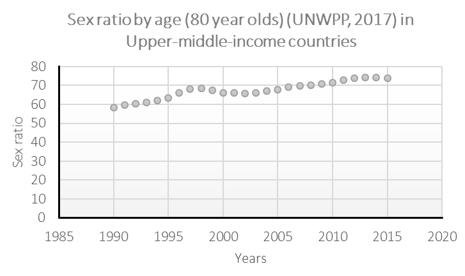 Sex ratio by age (80 year olds) (UNWPP, 2017) in
Upper-middle-income countries
80
70
60
50
40
30
20
10
0
Sex ratio
1985 1990 1995 2000 2005 2010 2015 2020
Years